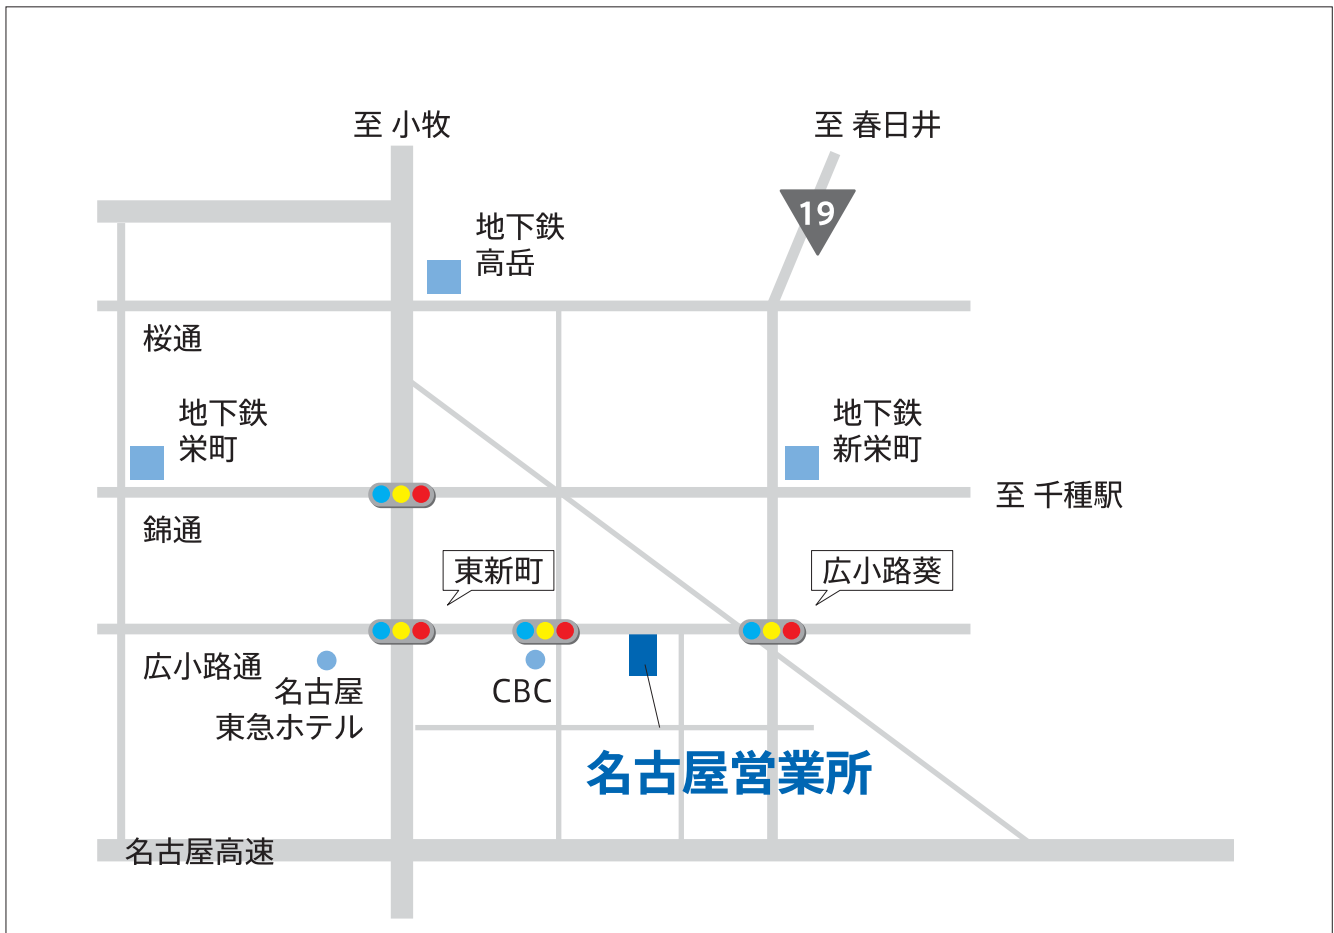 至 小牧
至 春日井
19
地下鉄
高岳
桜通
地下鉄
栄町
地下鉄
新栄町
至 千種駅
錦通
東新町
広小路葵
広小路通
名古屋
東急ホテル
CBC
名古屋営業所
名古屋高速